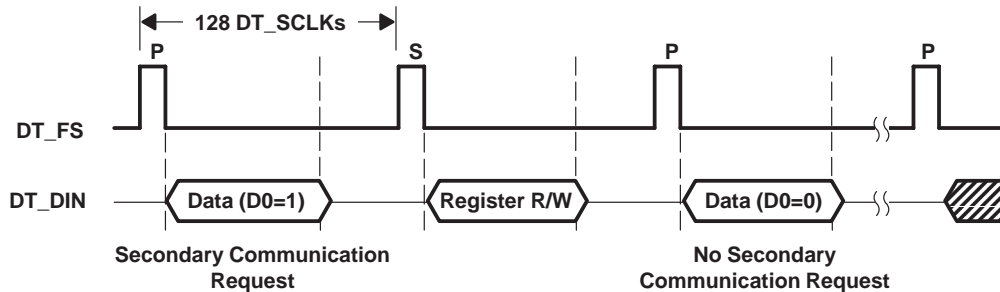 128 DT_SCLKs
P
S
P
P
DT_FS
DT_DIN
Data (D0=1)
Register R/W
Data (D0=0)
Secondary Communication
Request
No Secondary
Communication Request